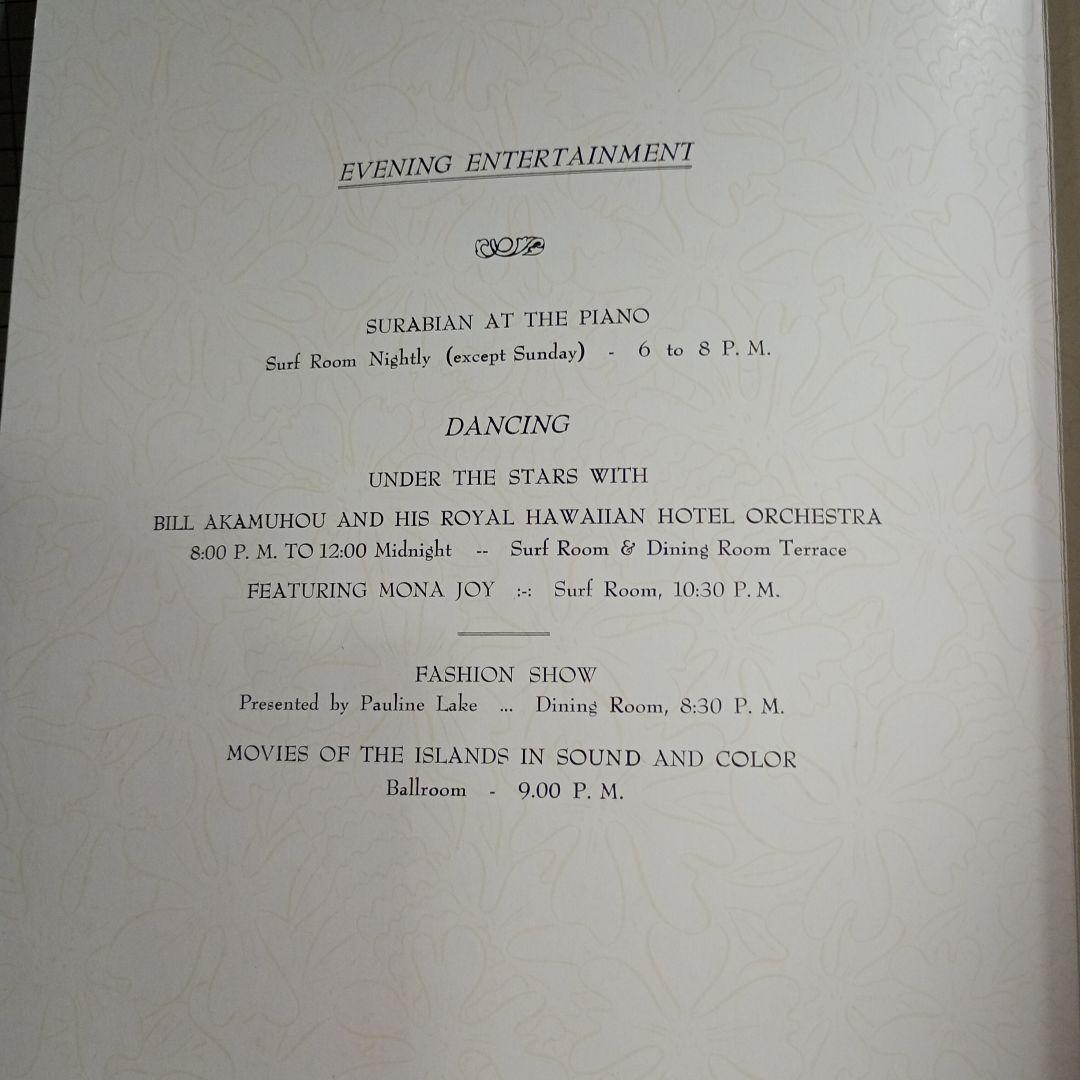 EVENING ENTERTAINMENT
SURABIAN AT THE PIANO
Surf Room Nightly (except Sunday) - 6 to 8 P. M.
DANCING
UNDER THE STARS WITH
BILL AKAMUHOU AND HIS ROYAL HAWAIIAN HOTEL ORCHESTRA
8:00 P. M. TO 12:00 Midnight -- Surf Room & Dining Room Terrace
FEATURING MONA JOY :-: Surf Room, 10:30 P. M.
FASHION SHOW
Presented by Pauline Lake ... Dining Room, 8:30 P. M.
MOVIES OF THE ISLANDS IN SOUND AND COLOR
Ballroom - 9.00 P. M.